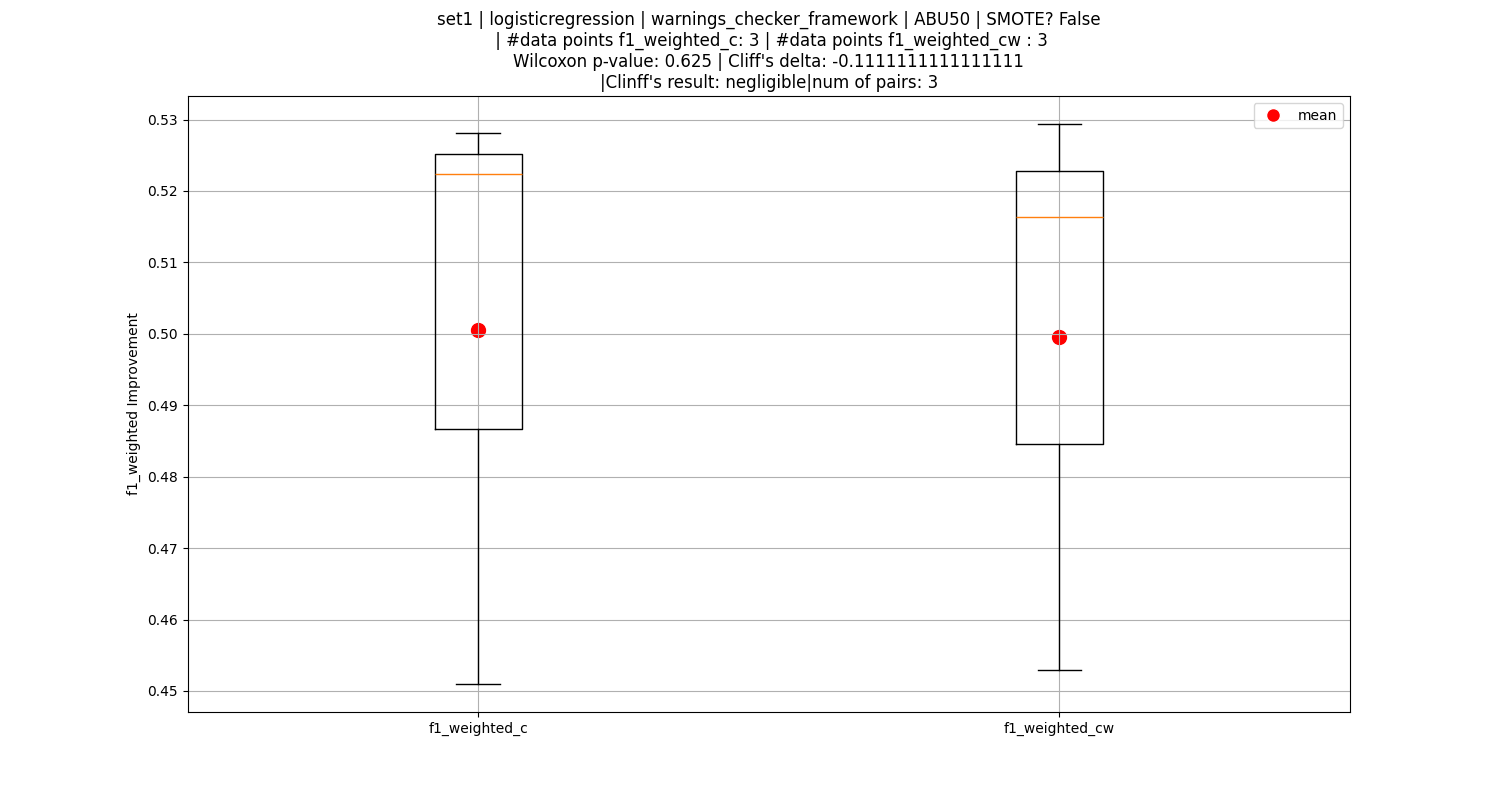 set1 | logisticregression | warnings_checker_framework | ABU50 | SMOTE? False
| #data points f1_weighted_c: 3 | #data points f1_weighted_cw : 3
Wilcoxon p-value: 0.625 | Cliff's delta: -0.1111111111111111
|Clinff's result: negligible|num of pairs: 3
mean
f1_weighted Improvement
0.53
0.52
0.51
0.50
0.49
0.48
0.47
0.46
0.45
f1_weighted_c
f1_weighted_cw